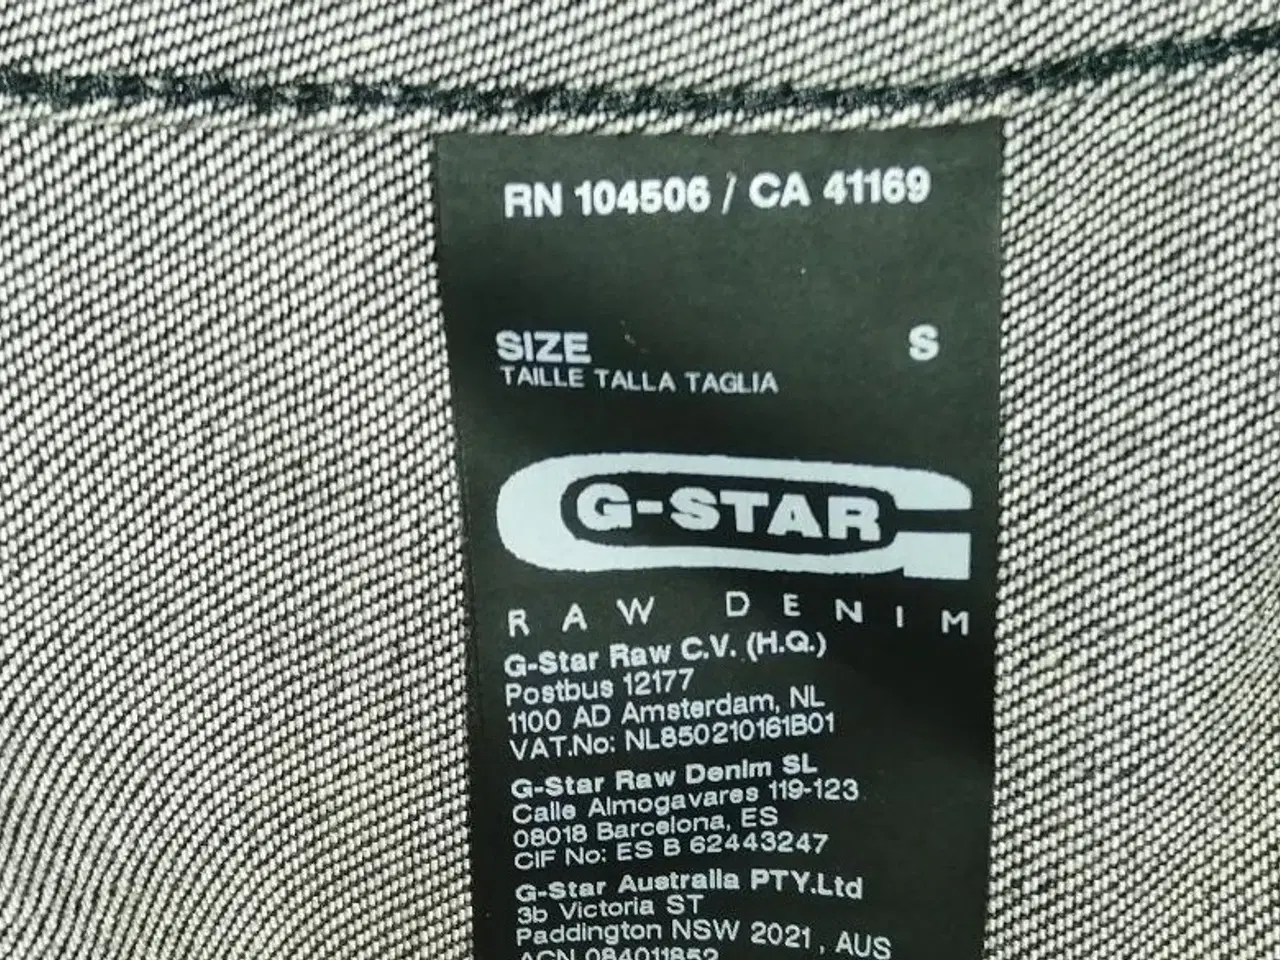 RN 104506 / CA 41169
SIZE S
TAILLE TALLA TAGLIA
G-STAR
RAW DENIM
G-Star Raw C.V. (H.Q.)
Postbus 12177
1100 AD Amsterdam, NL
VAT.No: NL850210161B01
G-Star Raw Denim SL
Calle Almogavares 119-123
08018 Barcelona, ES
CIF No: ES B 62443247
G-Star Australia PTY.Ltd
3b Victoria ST
Paddington NSW 2021, AUS
ACN 084011852